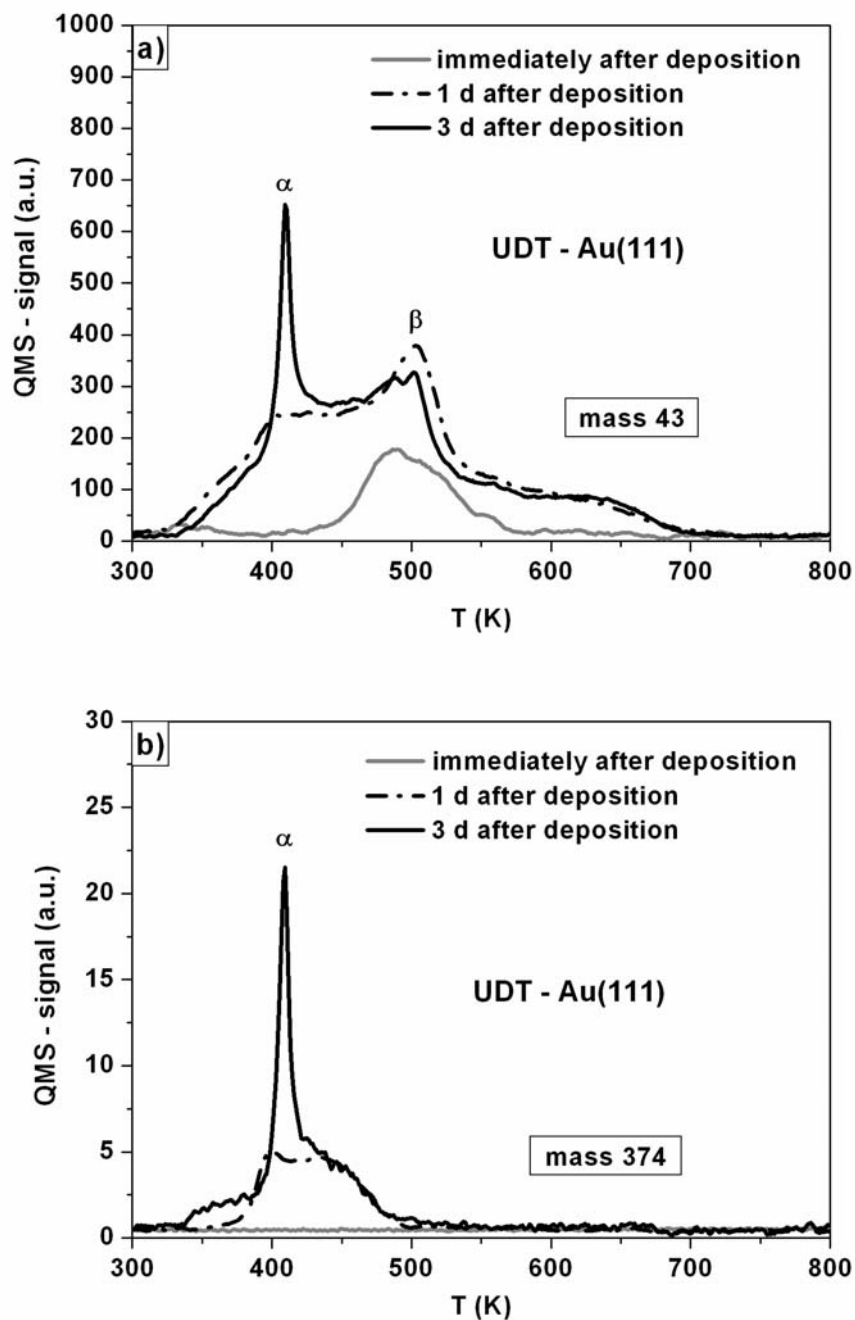 a)
1000
900
800
700
600
500
400
300
200
100
0
QMS - signal (a.u.)
immediately after deposition
1 d after deposition
3 d after deposition
α
UDT - Au(111)
β
mass 43
300 400 500 600 700 800
T (K)
b)
30
25
20
15
10
5
0
QMS - signal (a.u.)
immediately after deposition
1 d after deposition
3 d after deposition
α
UDT - Au(111)
mass 374
300 400 500 600 700 800
T (K)